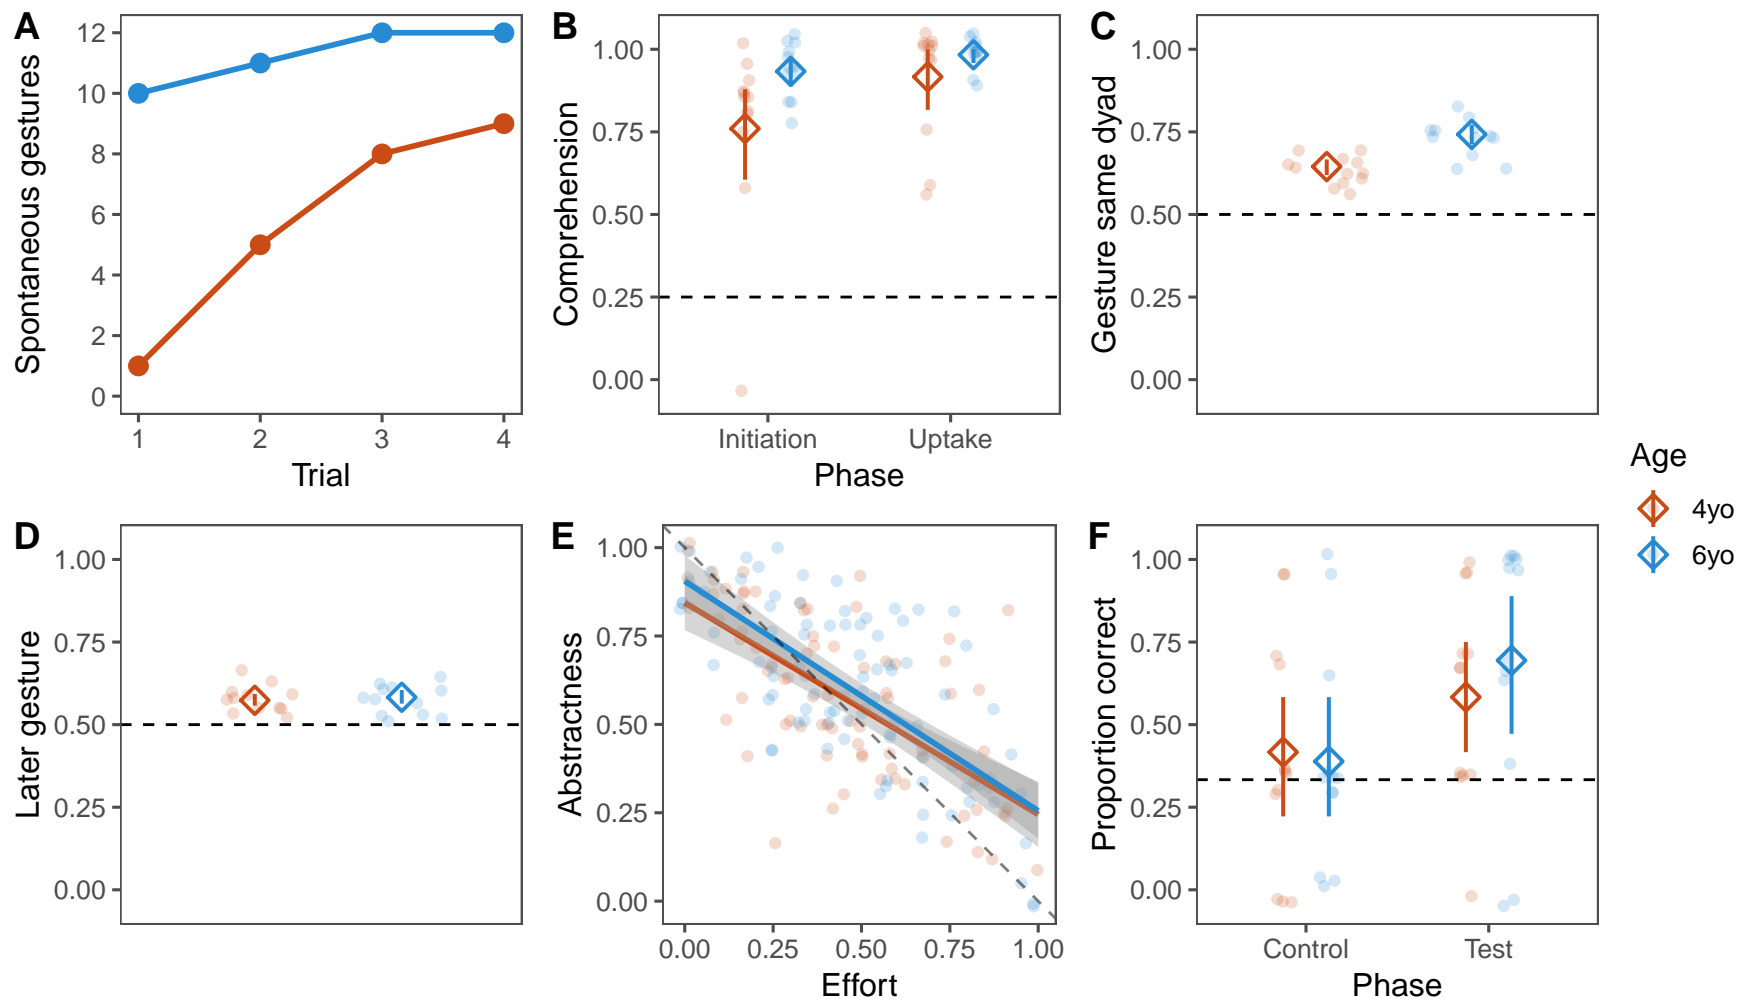 A
Spontaneous gestures
12
10
8
6
4
2
0
1 2 3 4
Trial
B
Comprehension
1.00
0.75
0.50
0.25
0.00
Initiation Uptake
Phase
C
Gesture same dyad
1.00
0.75
0.50
0.25
0.00
Age
4yo
6yo
D
Later gesture
1.00
0.75
0.50
0.25
0.00
E
Abstractness
1.00
0.75
0.50
0.25
0.00
0.00 0.25 0.50 0.75 1.00
Effort
F
Proportion correct
1.00
0.75
0.50
0.25
0.00
Control Test
Phase